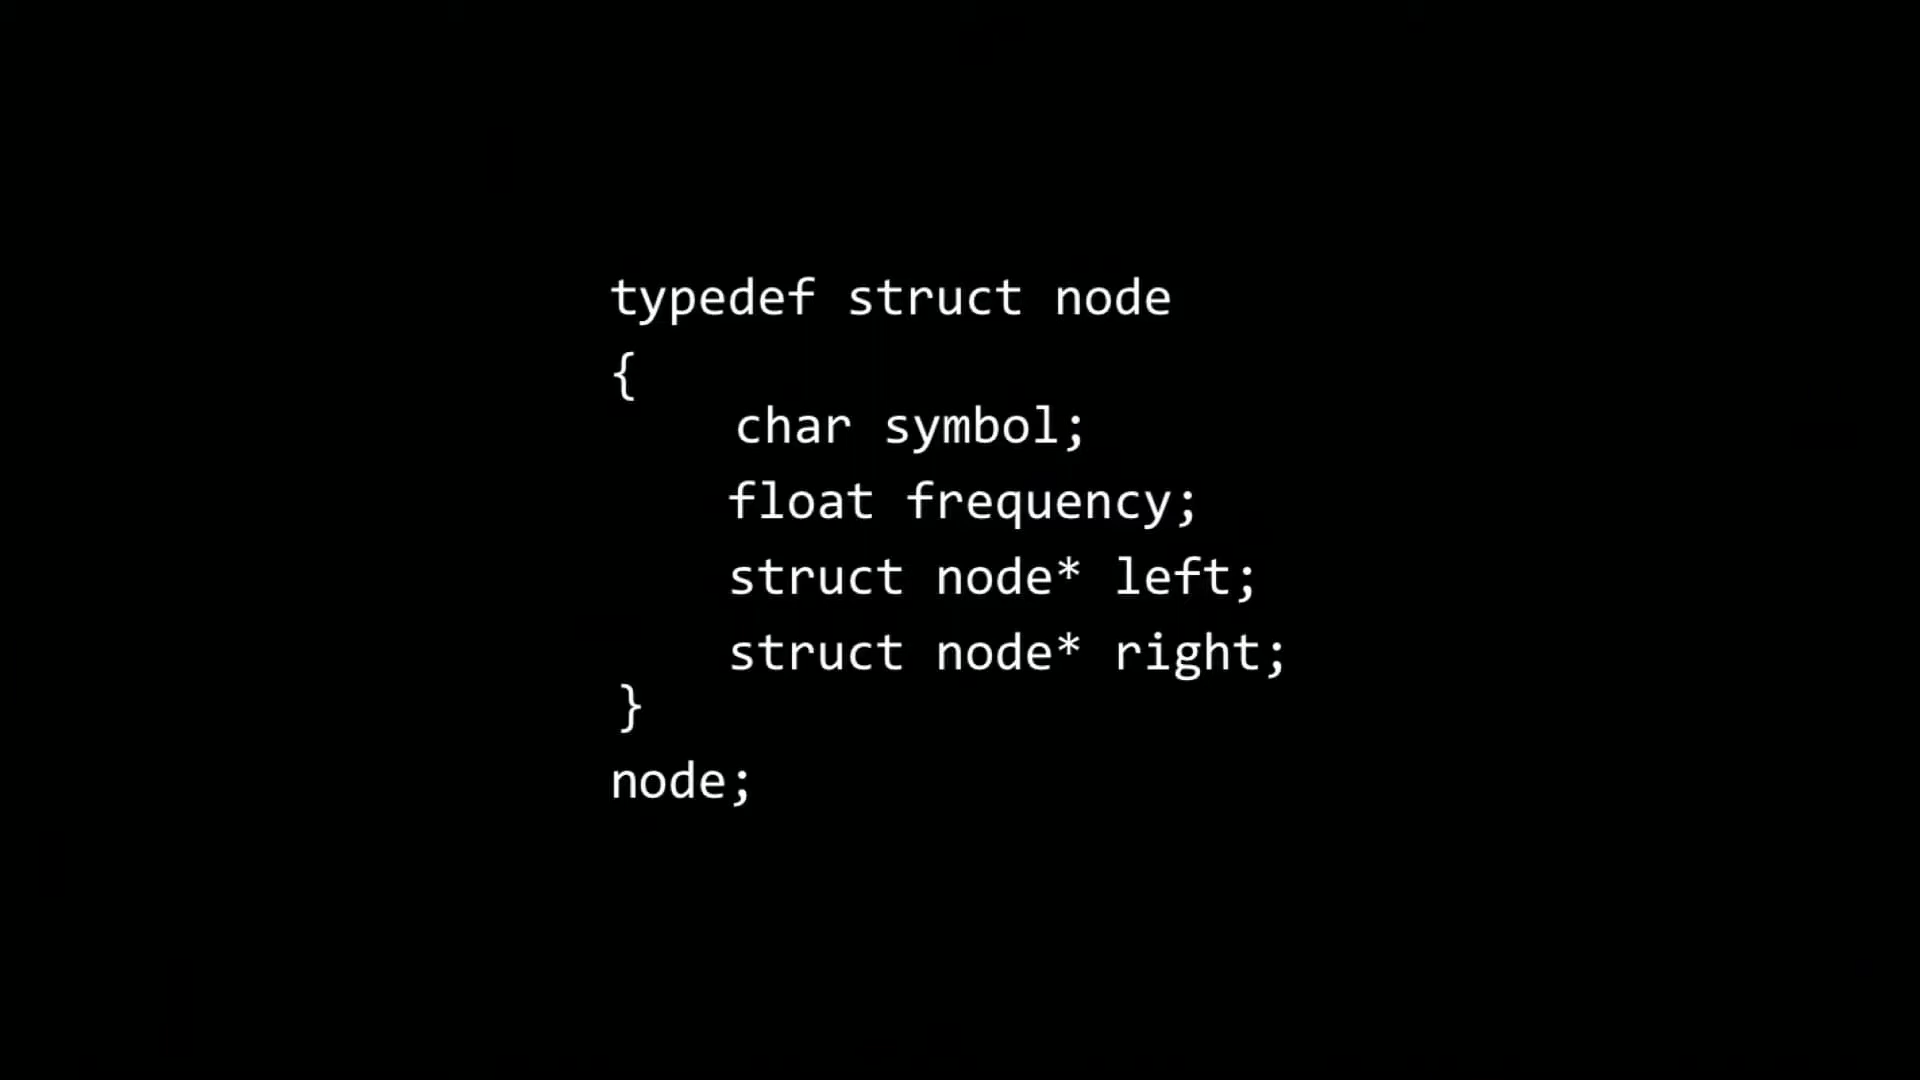 typedef struct node
{
char symbol;
float frequency;
struct node* left;
struct node* right;
}
node;